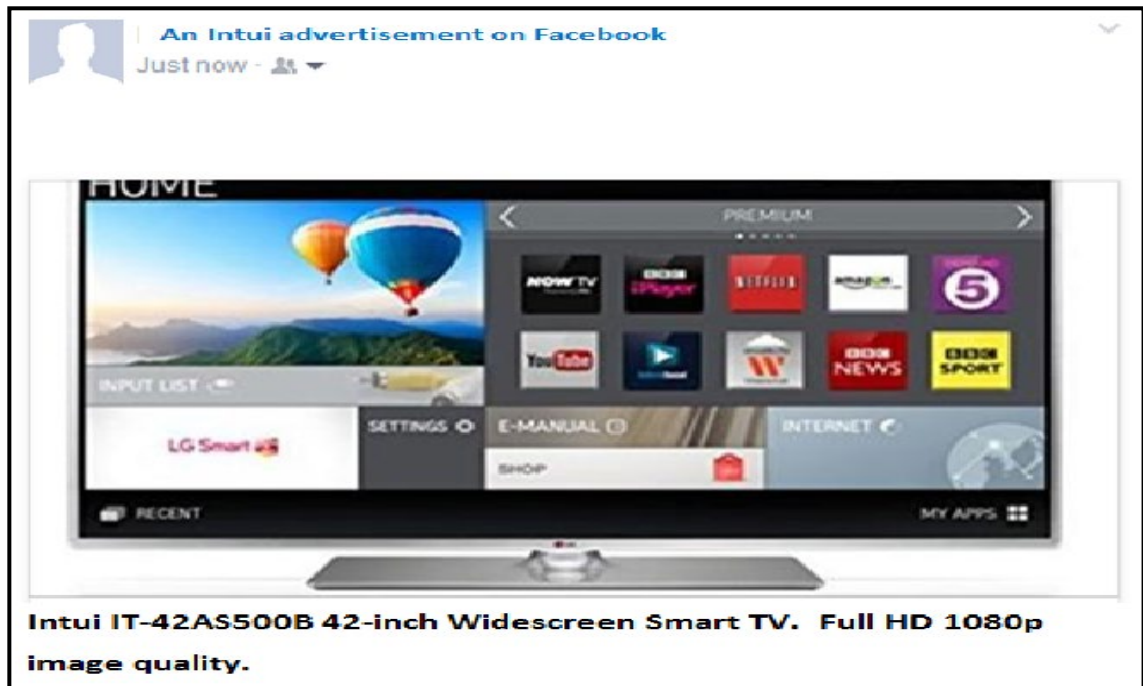 An Intui advertisement on Facebook
Just now -
HOME
PREMIUM
NOW TV
BBC
iPlayer
NETFLIX
amazon
5
INPUT LIST
YouTube
BBC
NEWS
BBC
SPORT
LG Smart
SETTINGS
E-MANUAL
INTERNET
SHOP
RECENT
MY APPS
Intui IT-42AS500B 42-inch Widescreen Smart TV. Full HD 1080p
image quality.